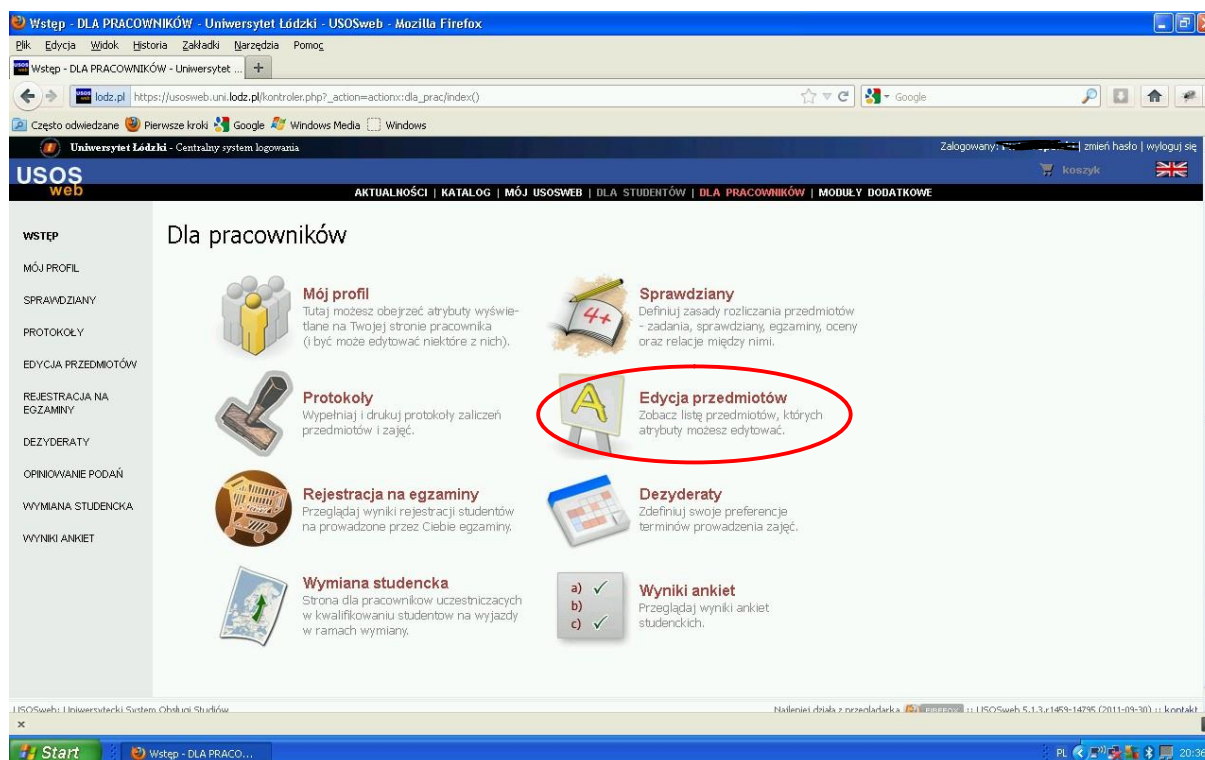 Wstęp - DLA PRACOWNIKÓW - Uniwersytet Łódzki - USOSweb - Mozilla Firefox
Plik Edycja Widok Historia Zakładki Narzędzia Pomoc
Wstęp - DLA PRACOWNIKÓW - Uniwersytet ... +
lodz.pl https://usosweb.uni.lodz.pl/kontroler.php?_action=actionx:dla_prac/index() Google
Często odwiedzane Pierwsze kroki Google Windows Media Windows
Uniwersytet Łódzki - Centralny system logowania Zalogowany: | zmień hasło | wyloguj się
USOS web koszyk
AKTUALNOŚCI | KATALOG | MÓJ USOSWEB | DLA STUDENTÓW | DLA PRACOWNIKÓW | MODUŁY DODATKOWE
WSTĘP
MÓJ PROFIL
SPRAWDZIANY
PROTOKOŁY
EDYCJA PRZEDMIOTÓW
REJESTRACJA NA
EGZAMINY
DEZYDERATY
OPINIOWANIE PODAŃ
WYMIANA STUDENCKA
WYNIKI ANKIET
Dla pracowników
Mój profil
Tutaj możesz obejrzeć atrybuty wyświe-
tlane na Twojej stronie pracownika
(i być może edytować niektóre z nich).
4+
Sprawdziany
Definiuj zasady rozliczania przedmiotów
- zadania, sprawdziany, egzaminy, oceny
oraz relacje między nimi.
Protokoły
Wypełniaj i drukuj protokoły zaliczeń
przedmiotów i zajęć.
A
Edycja przedmiotów
Zobacz listę przedmiotów, których
atrybuty możesz edytować.
Rejestracja na egzaminy
Przeglądaj wyniki rejestracji studentów
na prowadzone przez Ciebie egzaminy.
Dezyderaty
Zdefiniuj swoje preferencje
terminów prowadzenia zajęć.
Wymiana studencka
Strona dla pracownikow uczestniczacych
w kwalifikowaniu studentow na wyjazdy
w ramach wymiany.
a)
b)
c)
Wyniki ankiet
Przeglądaj wyniki ankiet
studenckich.
USOSweb: Uniwersytecki System Obsługi Studiów Najlepiej działa z przeglądarką FIREFOX :: USOSweb 5.1.3.r1459-14795 (2011-09-30) :: kontakt
Start Wstęp - DLA PRACO... PL 20:36